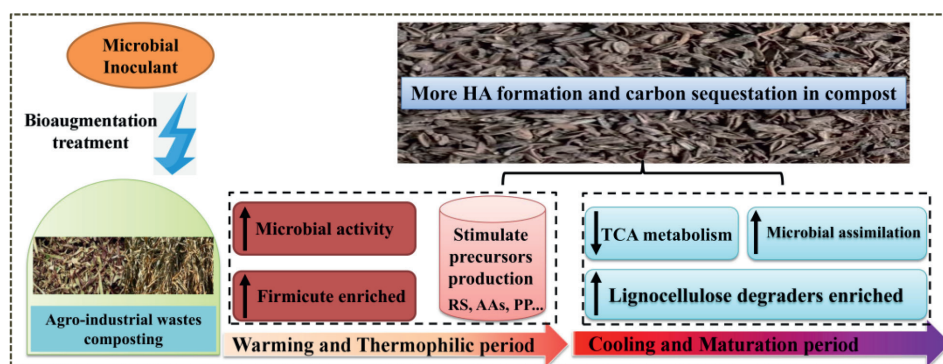 Microbial
Inoculant
Bioaugmentation
treatment
Agro-industrial wastes
composting
More HA formation and carbon sequestation in compost
Microbial activity
Firmicute enriched
Stimulate
precursors
production
RS, AAs, PP...
TCA metabolism
Microbial assimilation
Lignocellulose degraders enriched
Warming and Thermophilic period
Cooling and Maturation period